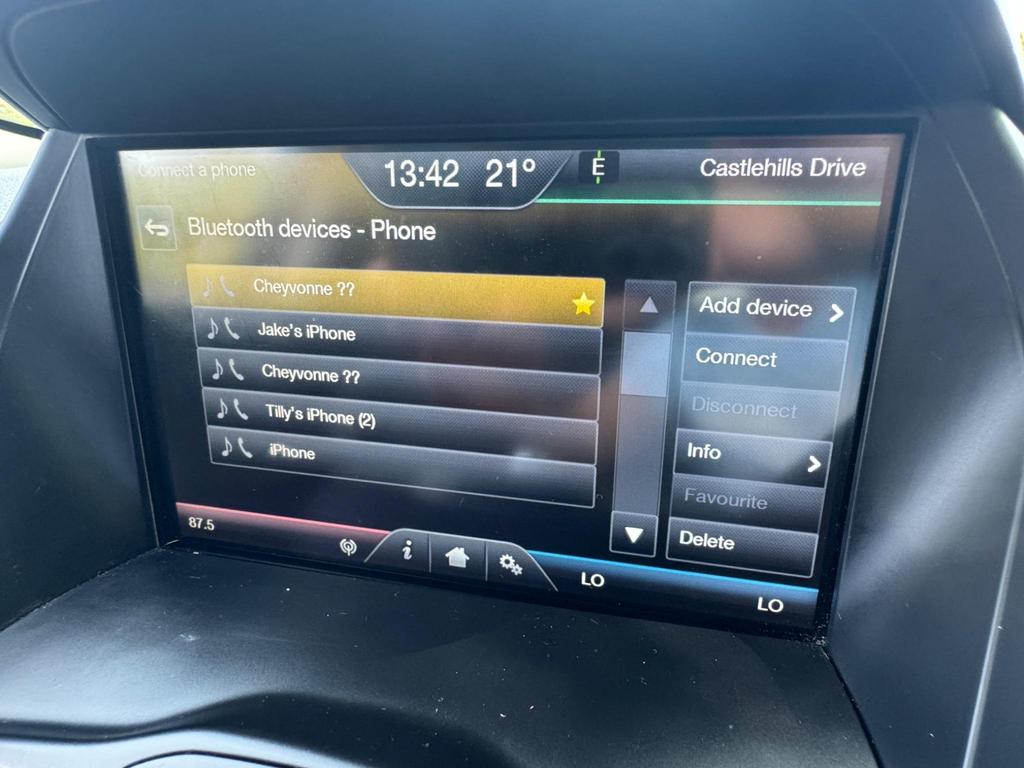 Connect a phone
13:42 21° E Castlehills Drive
Bluetooth devices - Phone
Cheyvonne ??
Jake's iPhone
Cheyvonne ??
Tilly's iPhone (2)
iPhone
Add device
Connect
Disconnect
Info
Favourite
Delete
87.5
i
LO
LO